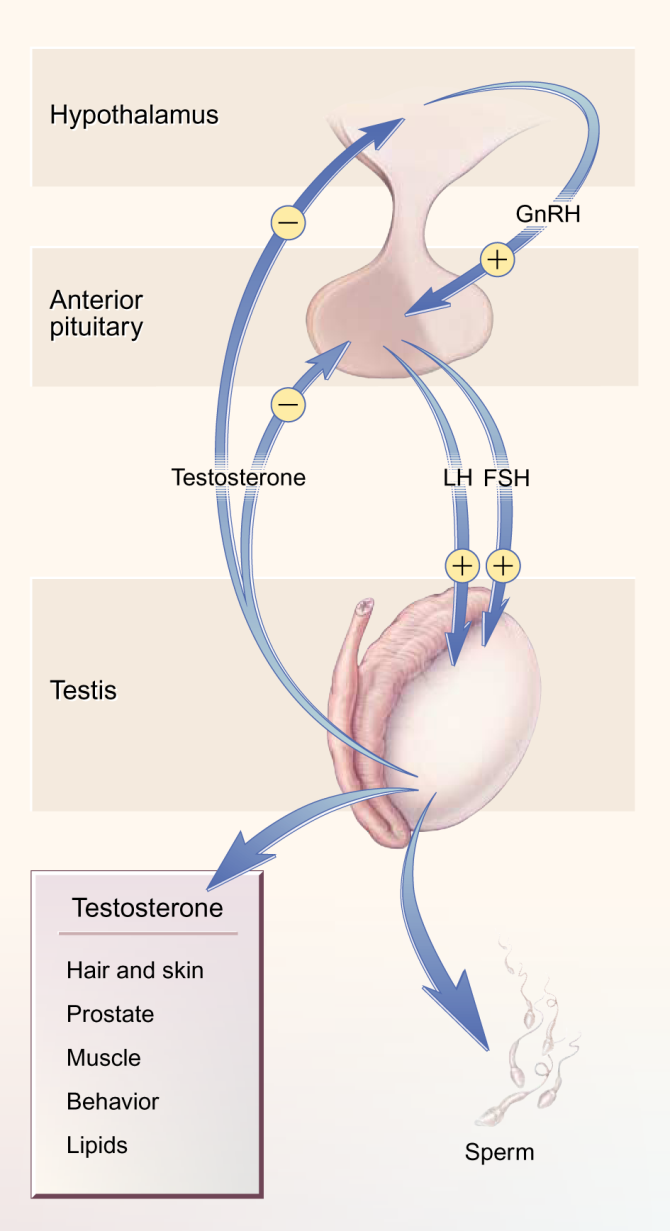 Hypothalamus
GnRH
+
−
Anterior
pituitary
−
Testosterone
LH
FSH
+
+
Testis
Testosterone
Hair and skin
Prostate
Muscle
Behavior
Lipids
Sperm